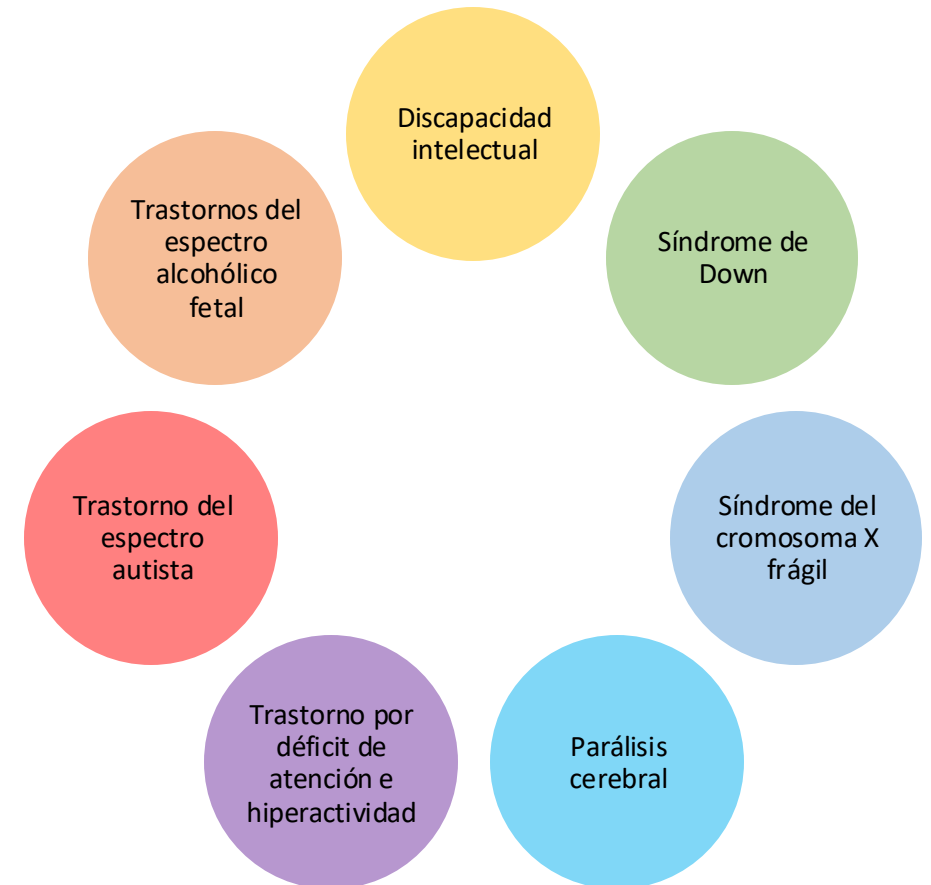 Discapacidad
intelectual
Síndrome de
Down
Síndrome del
cromosoma X
frágil
Parálisis
cerebral
Trastorno por
déficit de
atención e
hiperactividad
Trastorno del
espectro
autista
Trastornos del
espectro
alcohólico
fetal